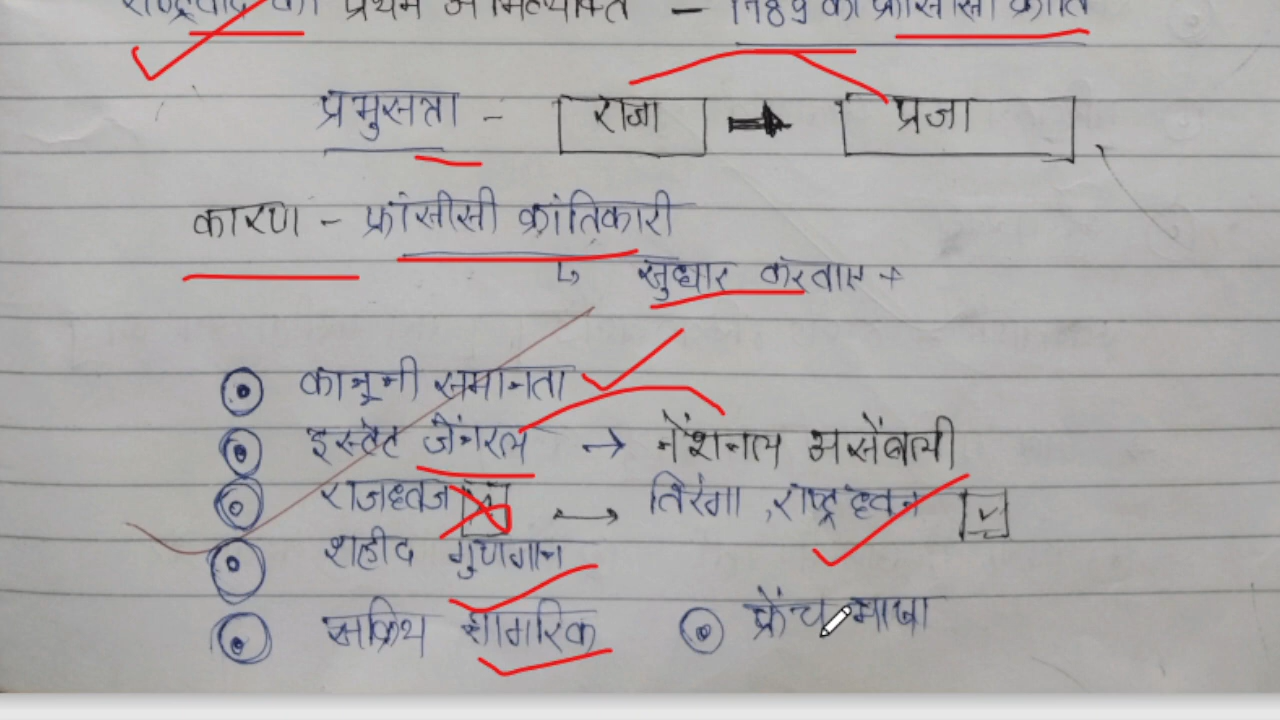 राष्ट्रवाद की प्रथम अभिव्यक्ति – 1789 की फ्रांसीसी क्रांति
प्रभुसत्ता – राजा → प्रजा
कारण – फ्रांसीसी क्रांतिकारी
↳ सुधार करवाए
कानूनी समानता
इस्टेट जेंनरल → नेंशनल असेंबली
राजध्वज → तिरंगा, राष्ट्रध्वज
शहीद गुणगान
सक्रिय नागरिक
फ्रेंच भाषा